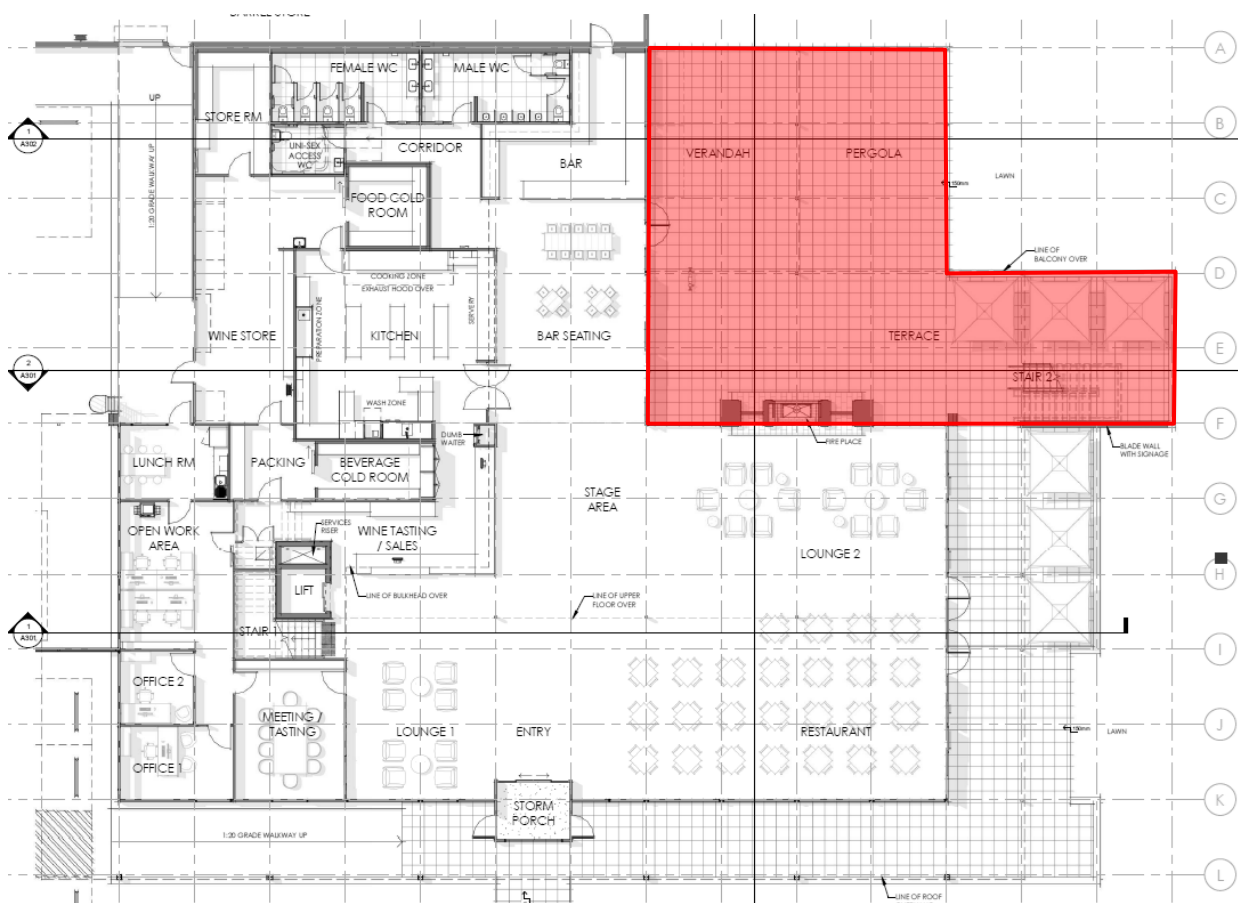 BARREL STORE
A
FEMALE WC
MALE WC
UP
STORE RM
B
1
A302
UNI-SEX
ACCESS
WC
CORRIDOR
BAR
VERANDAH
PERGOLA
LAWN
150mm
1:20 GRADE WALKWAY UP
FOOD COLD
ROOM
C
LINE OF
BALCONY OVER
D
COOKING ZONE
EXHAUST HOOD OVER
SERVERY
PREPARATION ZONE
WINE STORE
KITCHEN
BAR SEATING
TERRACE
E
2
A301
STAIR 2
WASH ZONE
F
DUMB
WAITER
FIRE PLACE
BLADE WALL
WITH SIGNAGE
LUNCH RM
PACKING
BEVERAGE
COLD ROOM
STAGE
AREA
G
OPEN WORK
AREA
SERVICES
RISER
WINE TASTING
/ SALES
LOUNGE 2
H
LIFT
LINE OF BULKHEAD OVER
LINE OF UPPER
FLOOR OVER
1
A301
STAIR 1
I
OFFICE 2
MEETING /
TASTING
LOUNGE 1
ENTRY
RESTAURANT
150mm
LAWN
J
OFFICE 1
K
STORM
PORCH
1:20 GRADE WALKWAY UP
L
LINE OF ROOF